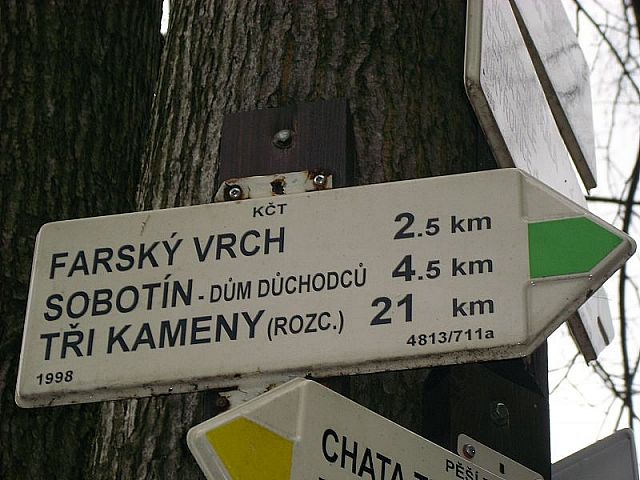 KČT
FARSKÝ VRCH 2.5 km
SOBOTÍN - DŮM DŮCHODCŮ 4.5 km
TŘI KAMENY (ROZC.) 21 km
1998 4813/711a
CHATA
PĚŠÍ